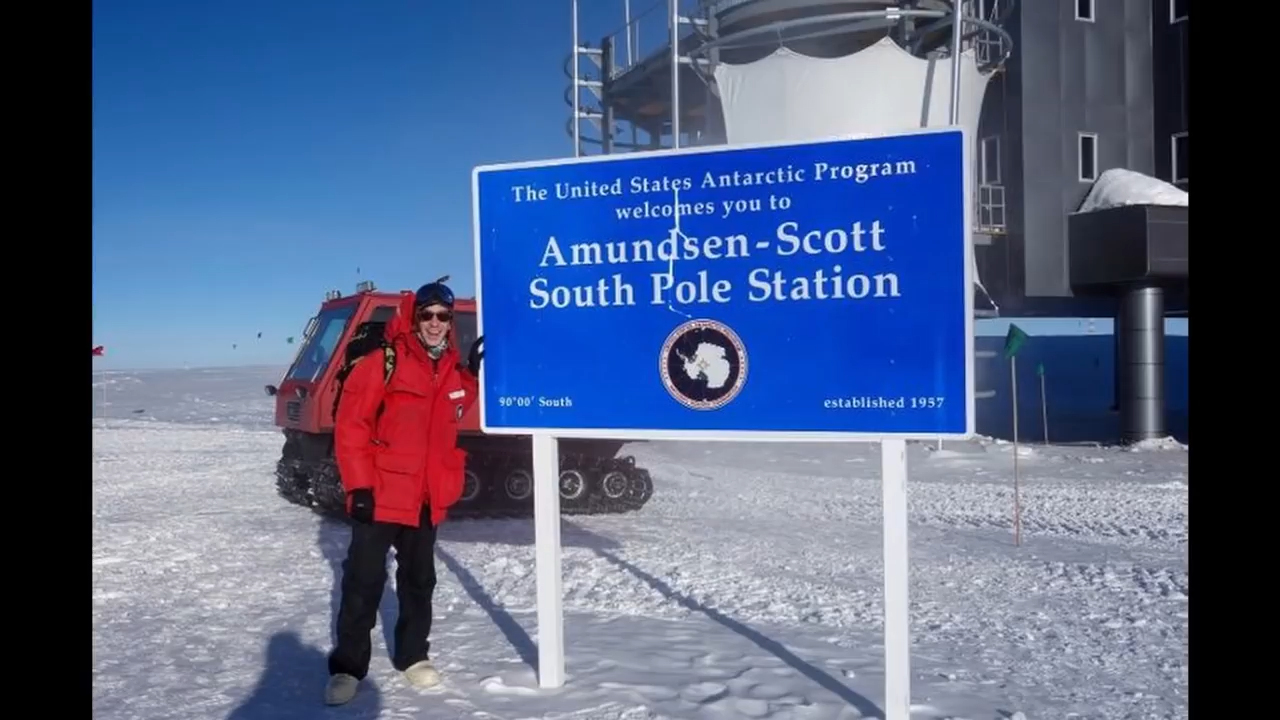 The United States Antarctic Program
welcomes you to
Amundsen-Scott
South Pole Station
90°00' South
established 1957